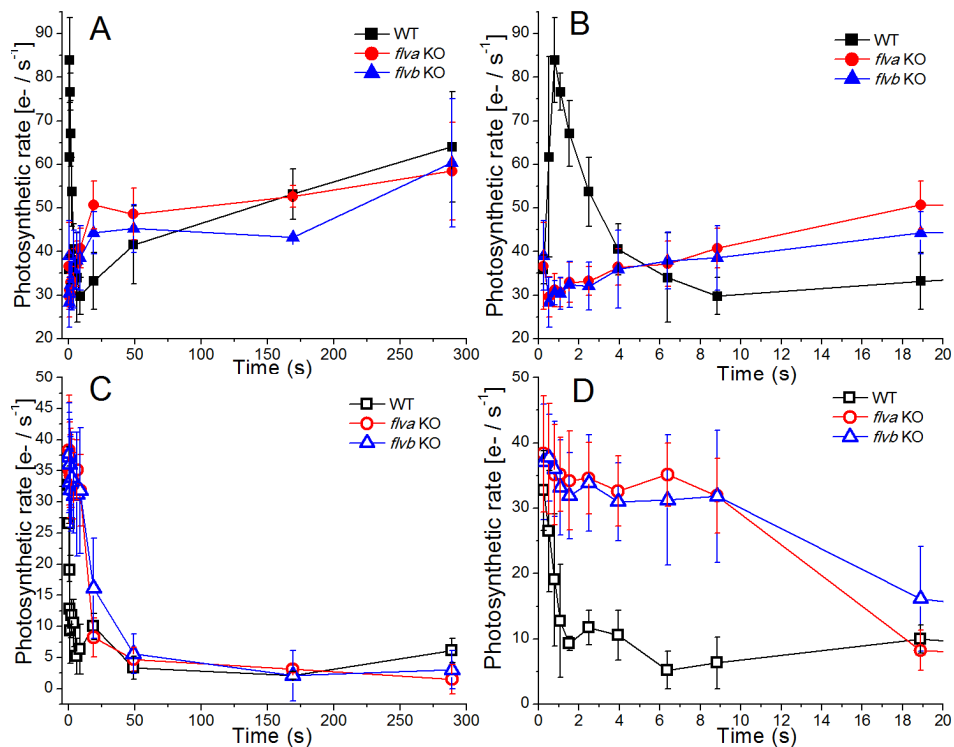 A
WT
flva KO
flvb KO
Photosynthetic rate [e- / s⁻¹]
90
80
70
60
50
40
30
20
0 50 100 150 200 250 300
Time (s)
B
WT
flva KO
flvb KO
Photosynthetic rate [e- / s⁻¹]
90
80
70
60
50
40
30
20
0 2 4 6 8 10 12 14 16 18 20
Time (s)
C
WT
flva KO
flvb KO
Photosynthetic rate [e- / s⁻¹]
50
45
40
35
30
25
20
15
10
5
0
0 50 100 150 200 250 300
Time (s)
D
WT
flva KO
flvb KO
Photosynthetic rate [e- / s⁻¹]
50
40
30
20
10
0
0 2 4 6 8 10 12 14 16 18 20
Time (s)